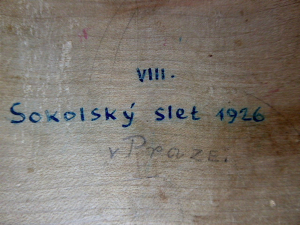 VIII.
Sokolský slet 1926
v Praze.